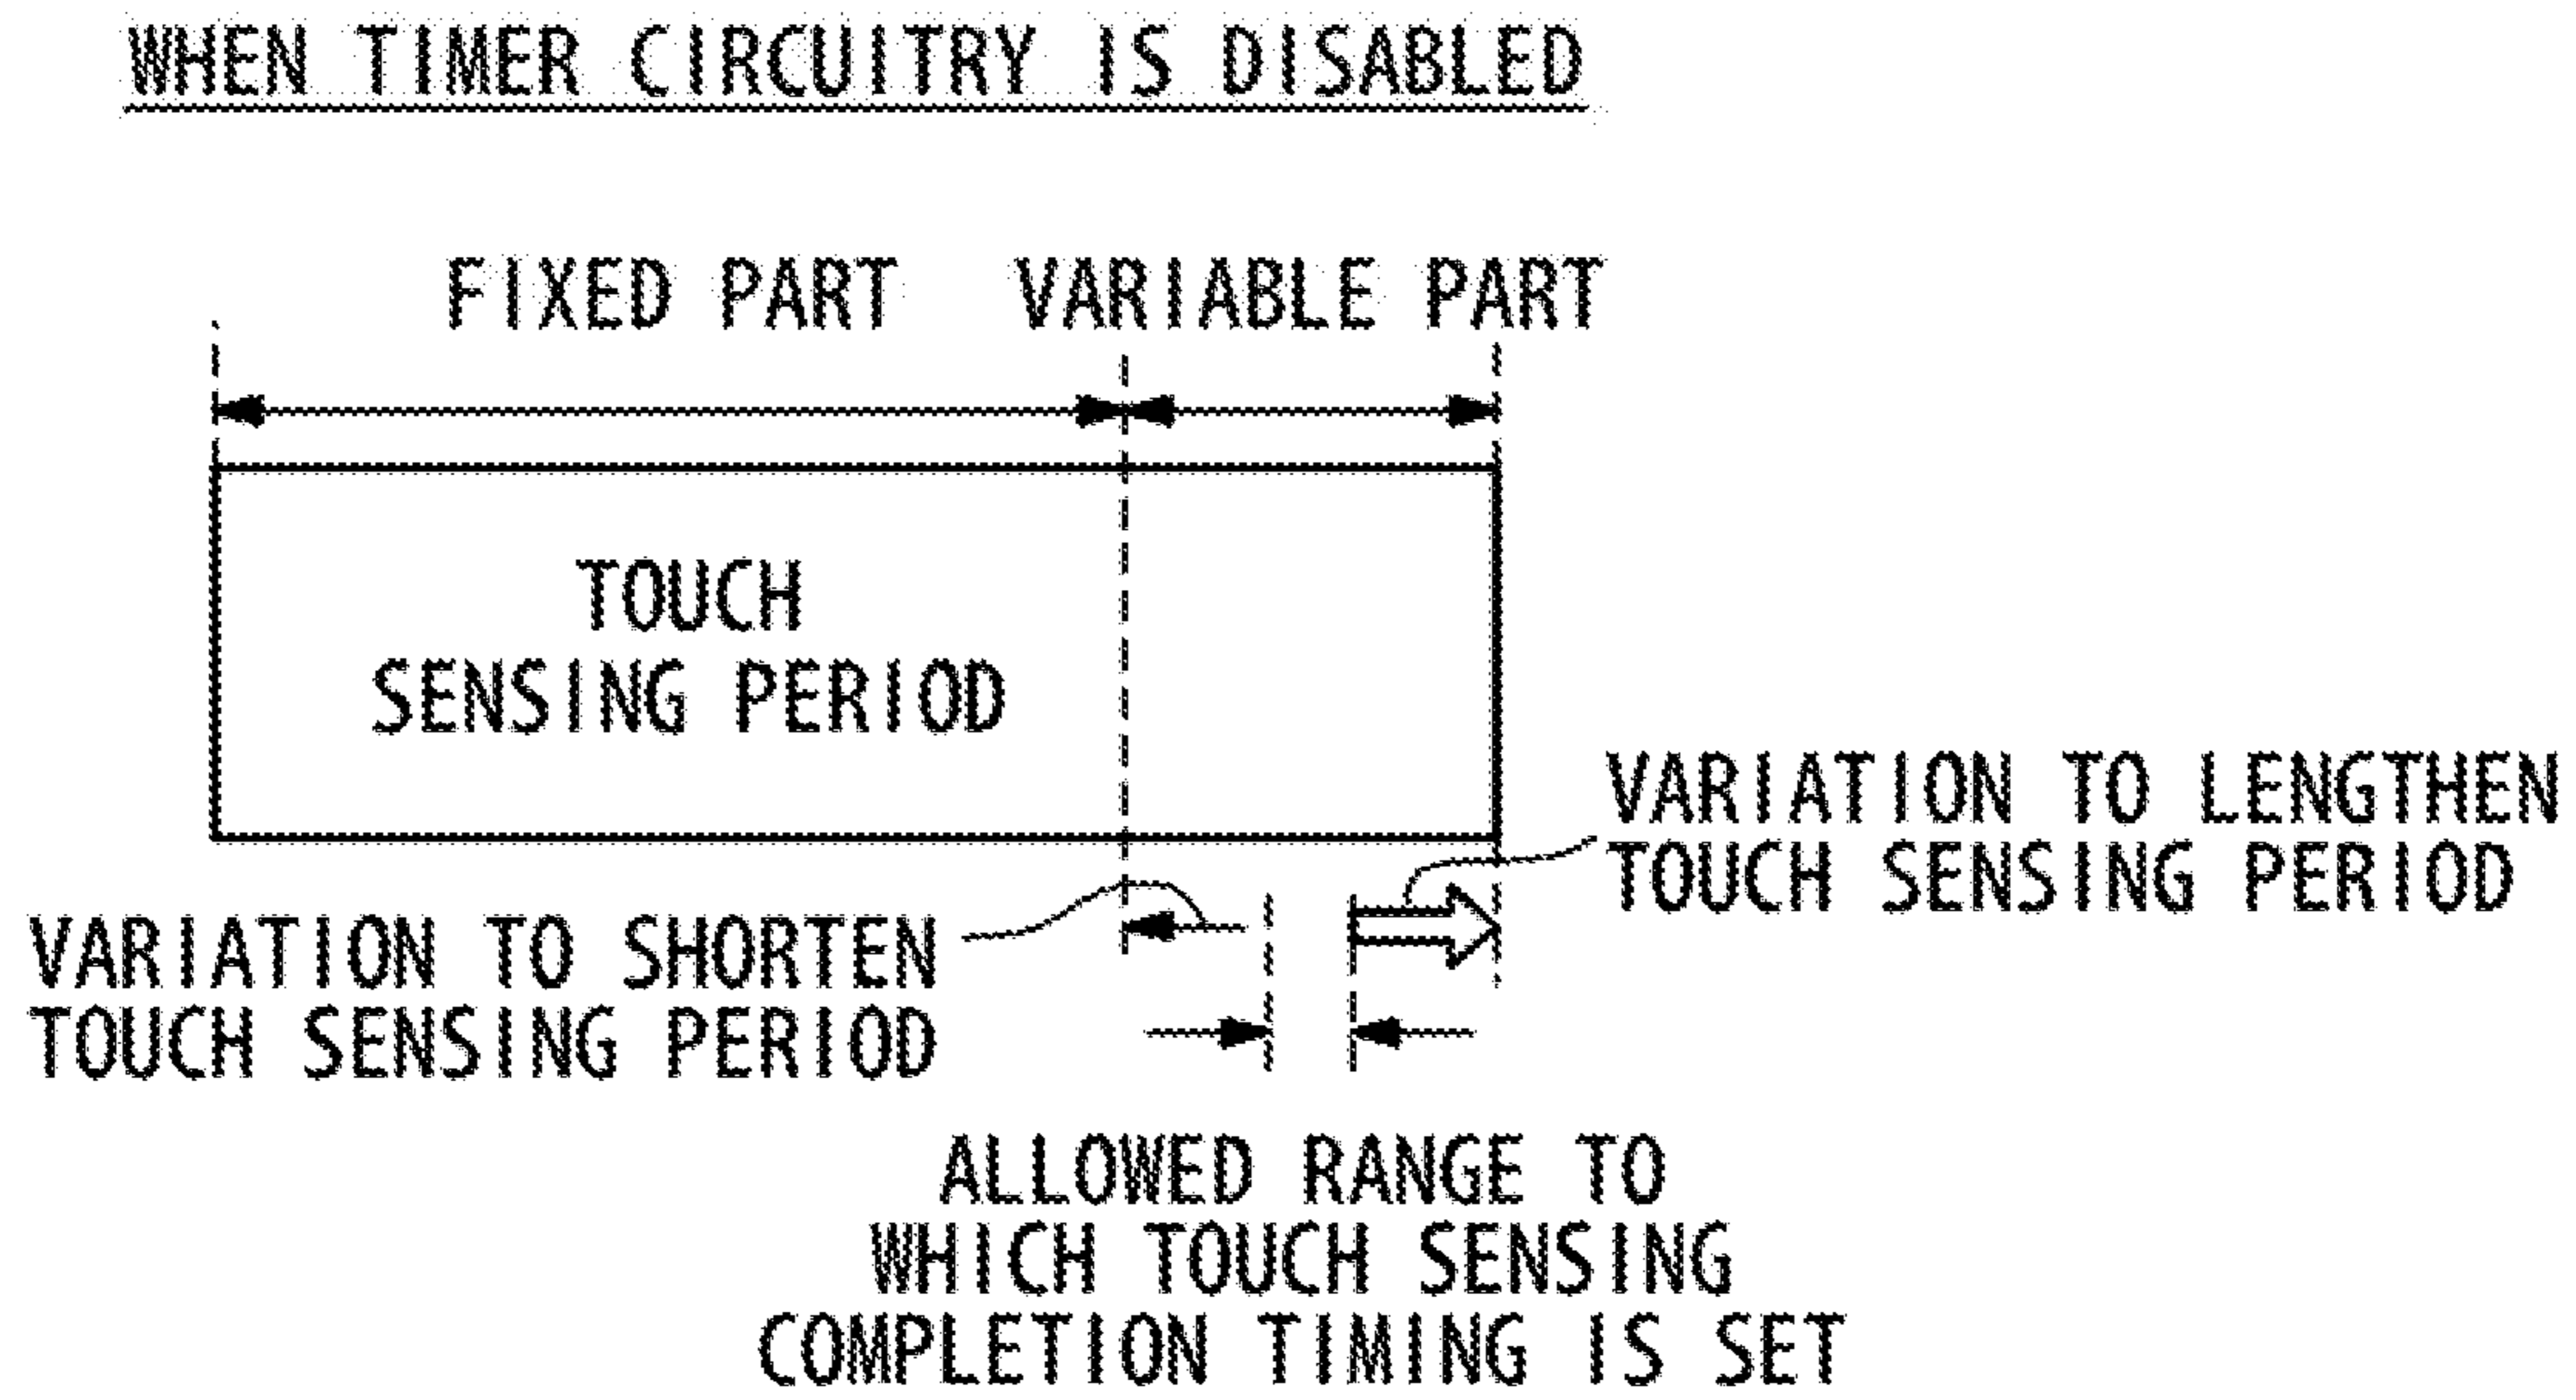 WHEN TIMER CIRCUITRY IS DISABLED
FIXED PART
VARIABLE PART
TOUCH
SENSING PERIOD
VARIATION TO LENGTHEN
TOUCH SENSING PERIOD
VARIATION TO SHORTEN
TOUCH SENSING PERIOD
ALLOWED RANGE TO
WHICH TOUCH SENSING
COMPLETION TIMING IS SET